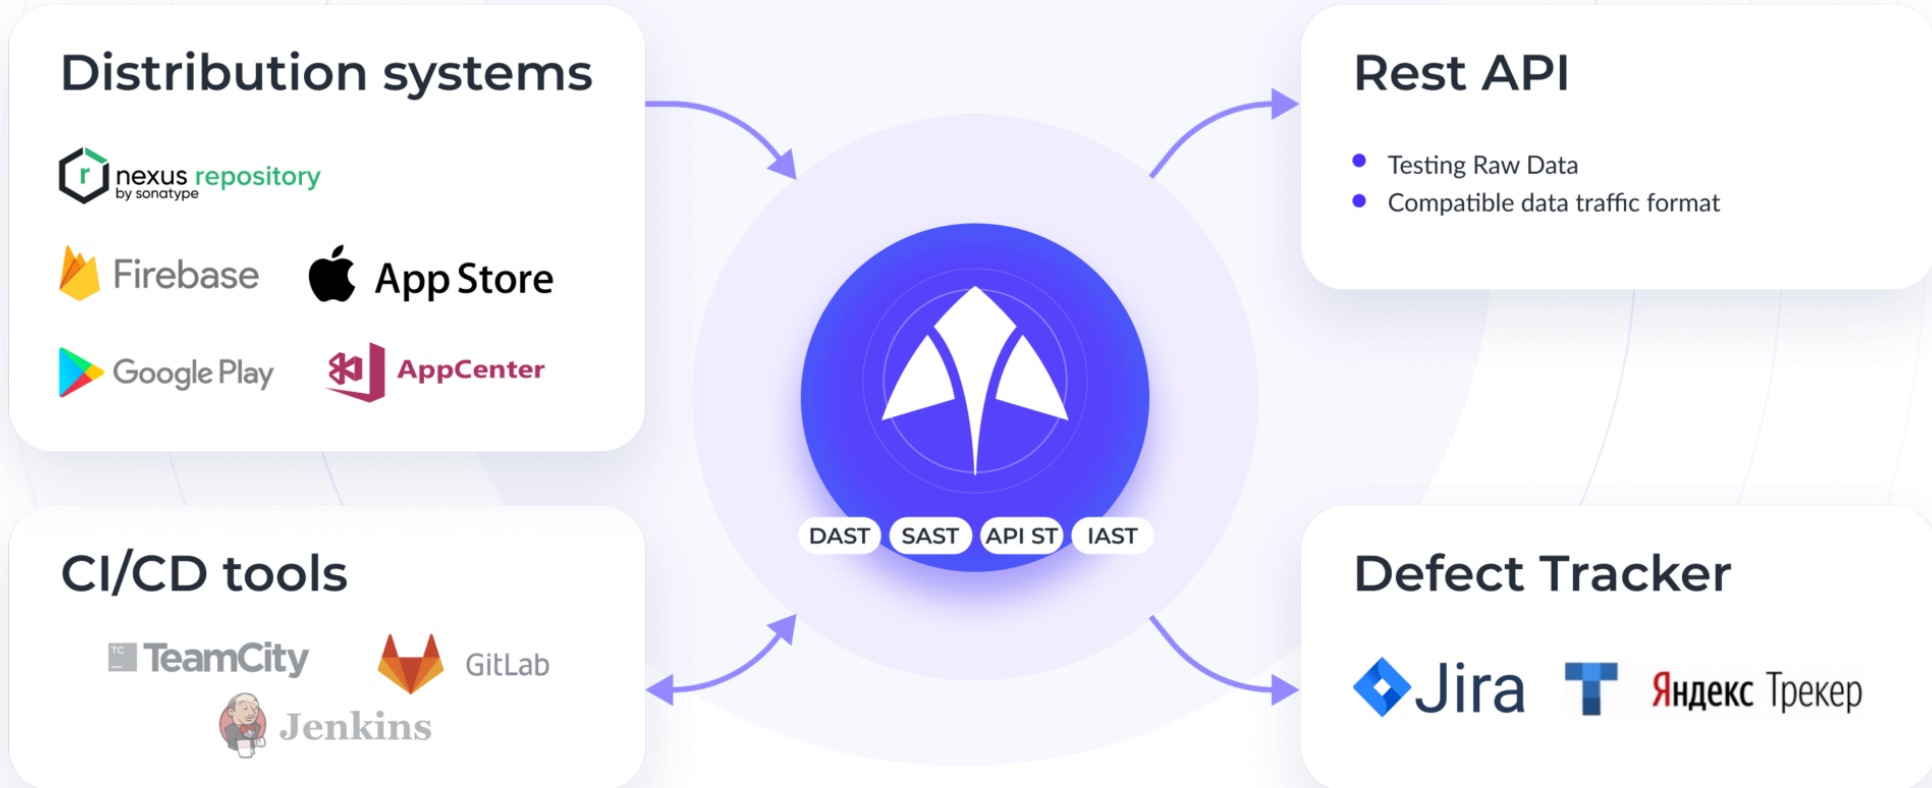 Distribution systems
nexus repository
by sonatype
Firebase
App Store
Google Play
AppCenter
CI/CD tools
TC
TeamCity
GitLab
Jenkins
DAST
SAST
API ST
IAST
Rest API
Testing Raw Data
Compatible data traffic format
Defect Tracker
Jira
Яндекс Трекер